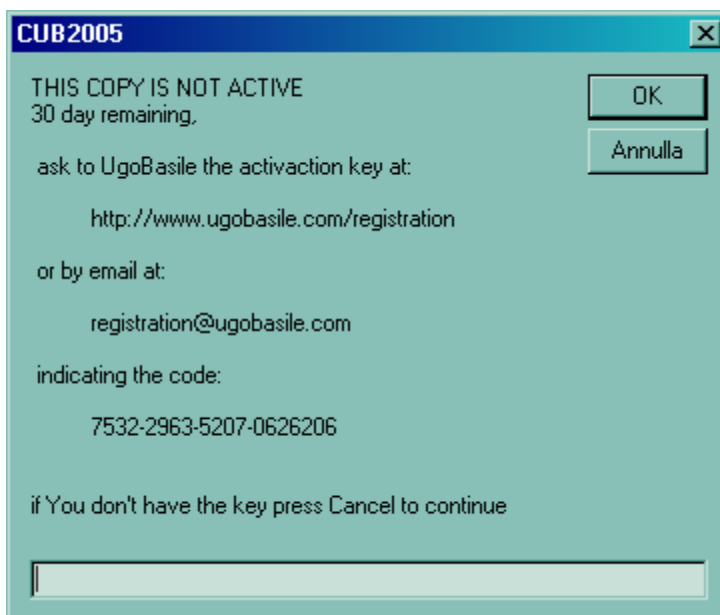 CUB2005
THIS COPY IS NOT ACTIVE
30 day remaining,
OK
Annulla
ask to UgoBasile the activaction key at:
http://www.ugobasile.com/registration
or by email at:
registration@ugobasile.com
indicating the code:
7532-2963-5207-0626206
if You don't have the key press Cancel to continue